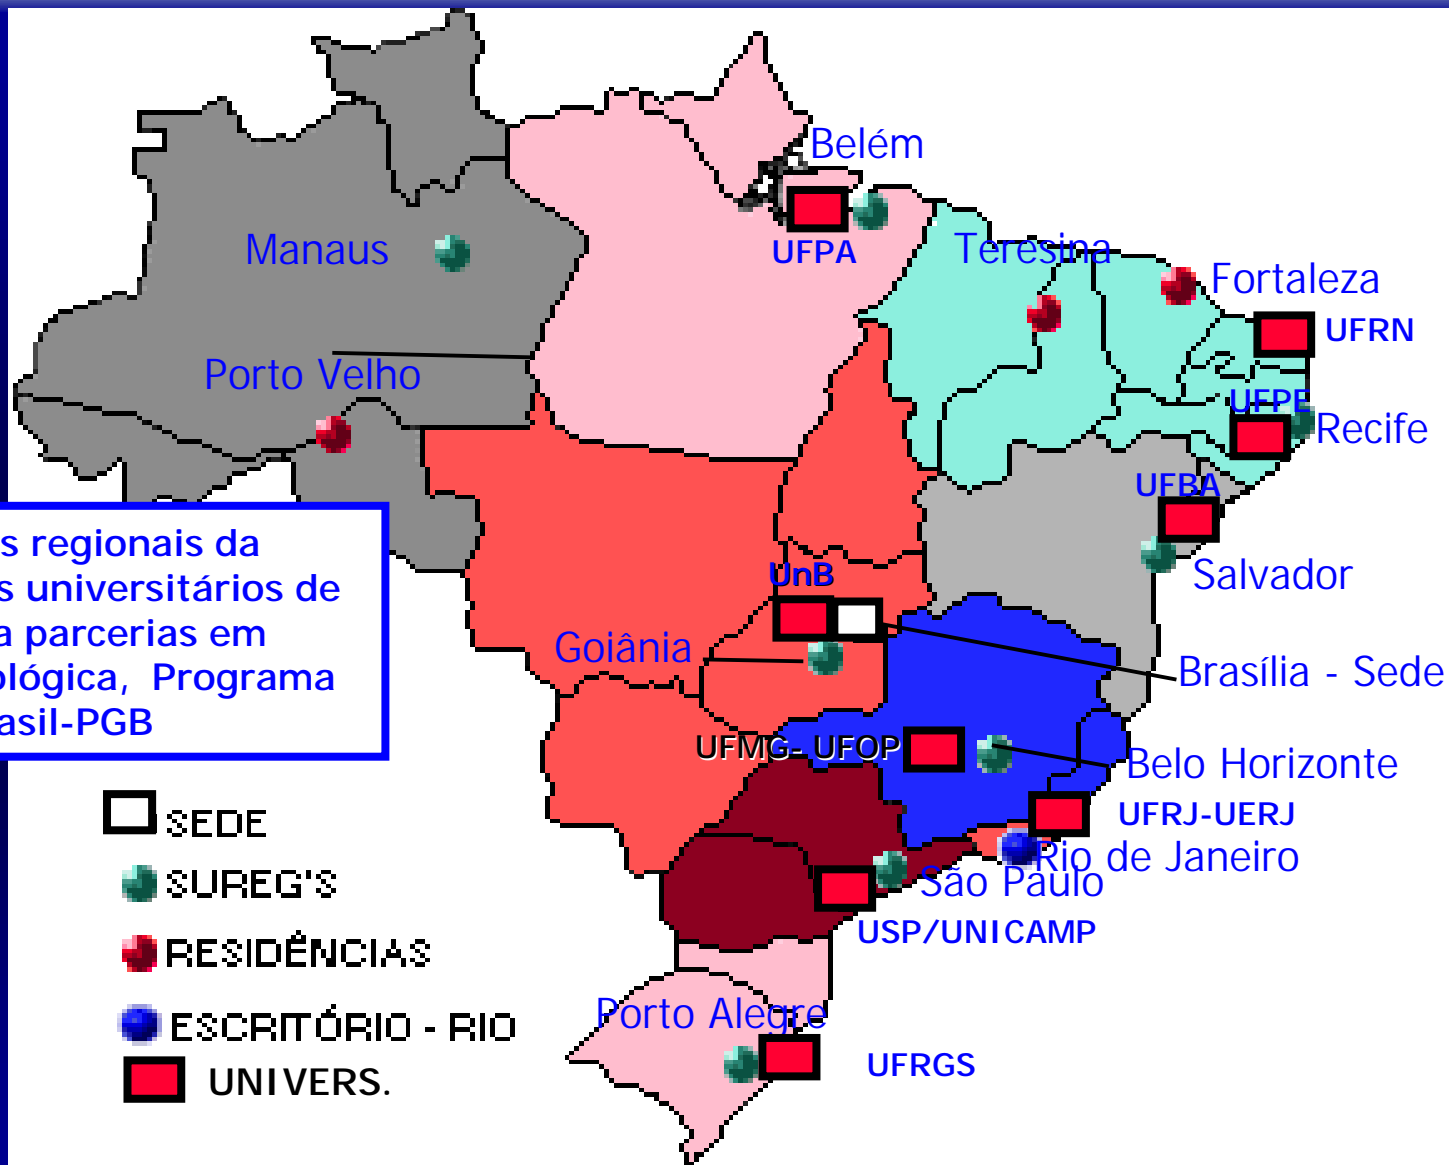 Belém
UFPA
Manaus
Teresina
Fortaleza
UFRN
Porto Velho
UFPE
Recife
UFBA
Salvador
s regionais da
s universitários de
a parcerias em
ológica, Programa
asil-PGB
UnB
Goiânia
Brasília - Sede
UFMG- UFOP
Belo Horizonte
UFRJ-UERJ
Rio de Janeiro
São Paulo
USP/UNICAMP
SEDE
SUREG'S
RESIDÊNCIAS
ESCRITÓRIO - RIO
UNIVERS.
Porto Alegre
UFRGS